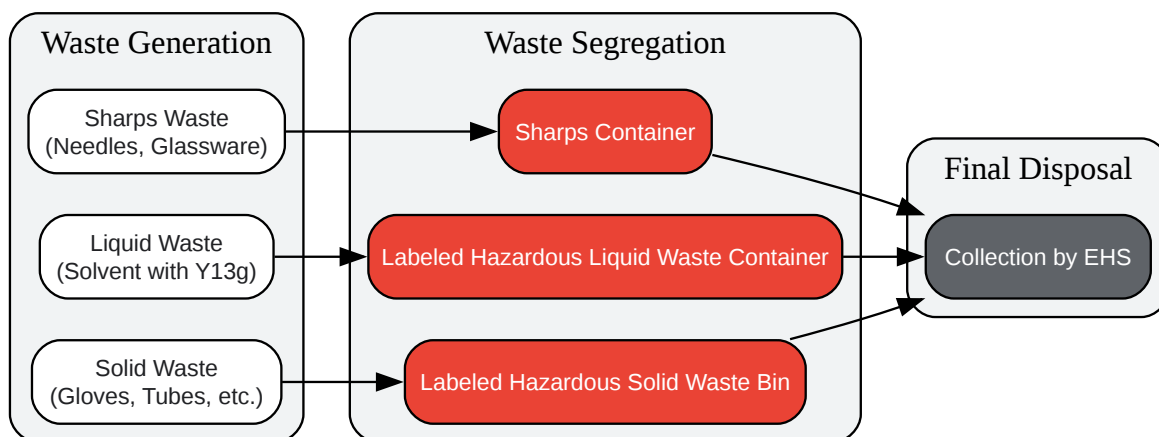 Waste Generation
Sharps Waste
(Needles, Glassware)
Liquid Waste
(Solvent with Y13g)
Solid Waste
(Gloves, Tubes, etc.)
Waste Segregation
Sharps Container
Labeled Hazardous Liquid Waste Container
Labeled Hazardous Solid Waste Bin
Final Disposal
Collection by EHS